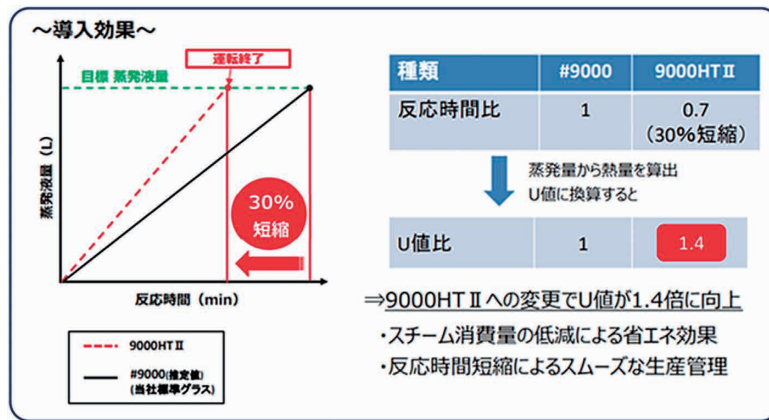 ～導入効果～
運転終了
目標 蒸発液量
蒸発液量（L）
30%
短縮
反応時間（min）
9000HTⅡ
#9000(推定値)
(当社標準グラス)
種類 #9000 9000HTⅡ
反応時間比 1 0.7
（30%短縮）
蒸発量から熱量を算出
U値に換算すると
U値比 1 1.4
⇒9000HTⅡへの変更でU値が1.4倍に向上
・スチーム消費量の低減による省エネ効果
・反応時間短縮によるスムーズな生産管理